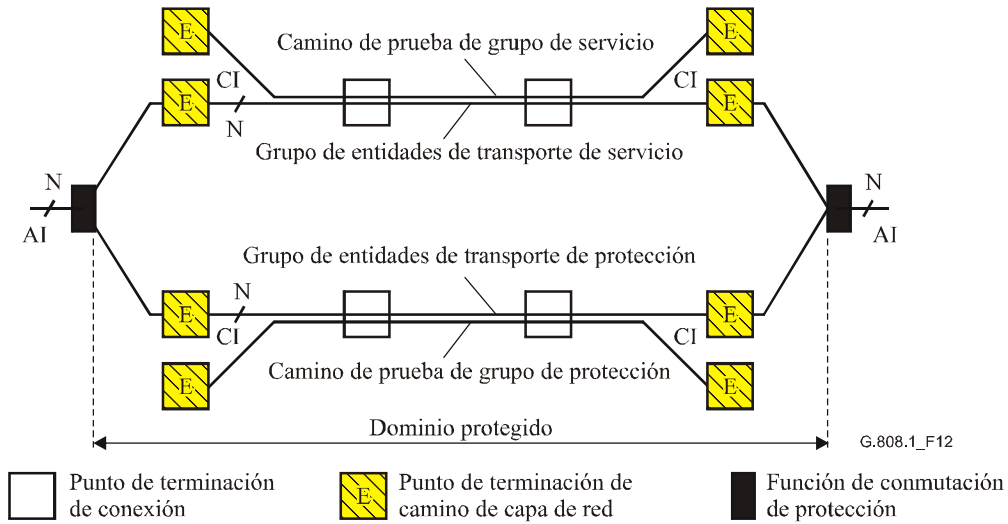 E
Camino de prueba de grupo de servicio
E
CI
CI
E
N
E
Grupo de entidades de transporte de servicio
N
N
AI
AI
Grupo de entidades de transporte de protección
N
E
E
CI
CI
E
Camino de prueba de grupo de protección
E
Dominio protegido
G.808.1_F12
Punto de terminación
de conexión
E
Punto de terminación de
camino de capa de red
Función de conmutación
de protección